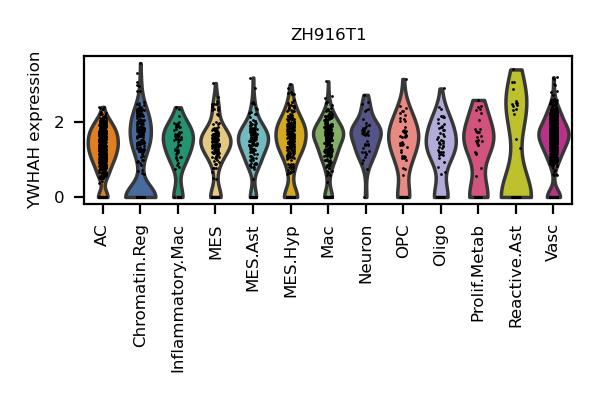 ZH916T1
YWHAH expression
2
0
AC
Chromatin.Reg
Inflammatory.Mac
MES
MES.Ast
MES.Hyp
Mac
Neuron
OPC
Oligo
Prolif.Metab
Reactive.Ast
Vasc